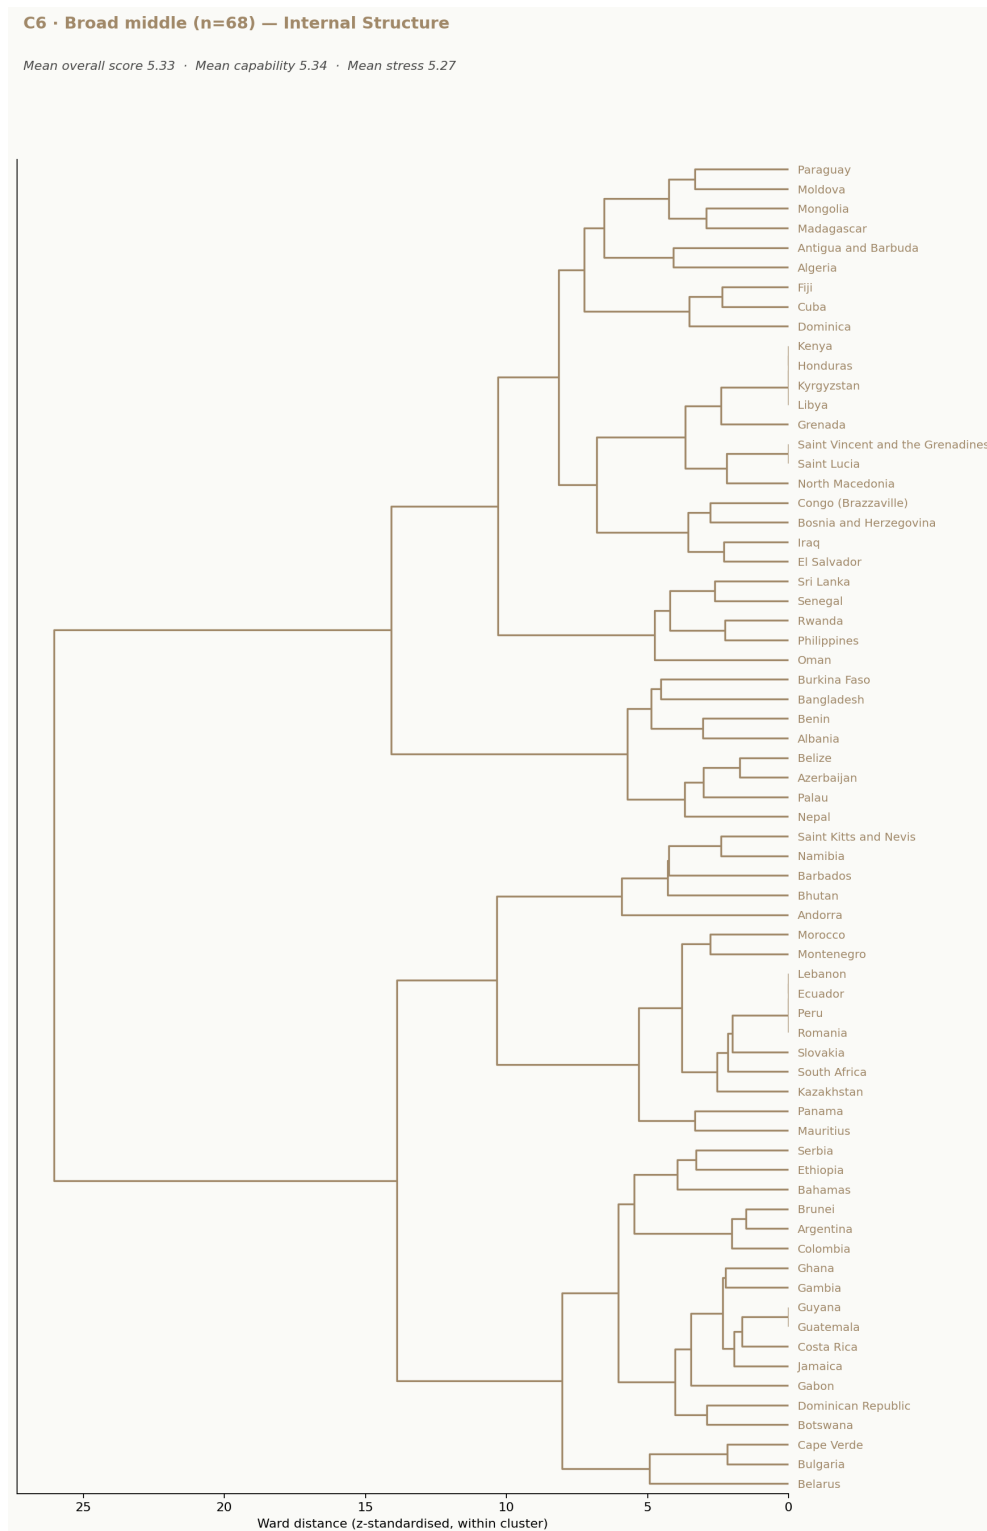 C6 · Broad middle (n=68) — Internal Structure
Mean overall score 5.33 · Mean capability 5.34 · Mean stress 5.27
Paraguay
Moldova
Mongolia
Madagascar
Antigua and Barbuda
Algeria
Fiji
Cuba
Dominica
Kenya
Honduras
Kyrgyzstan
Libya
Grenada
Saint Vincent and the Grenadines
Saint Lucia
North Macedonia
Congo (Brazzaville)
Bosnia and Herzegovina
Iraq
El Salvador
Sri Lanka
Senegal
Rwanda
Philippines
Oman
Burkina Faso
Bangladesh
Benin
Albania
Belize
Azerbaijan
Palau
Nepal
Saint Kitts and Nevis
Namibia
Barbados
Bhutan
Andorra
Morocco
Montenegro
Lebanon
Ecuador
Peru
Romania
Slovakia
South Africa
Kazakhstan
Panama
Mauritius
Serbia
Ethiopia
Bahamas
Brunei
Argentina
Colombia
Ghana
Gambia
Guyana
Guatemala
Costa Rica
Jamaica
Gabon
Dominican Republic
Botswana
Cape Verde
Bulgaria
Belarus
25 20 15 10 5 0
Ward distance (z-standardised, within cluster)